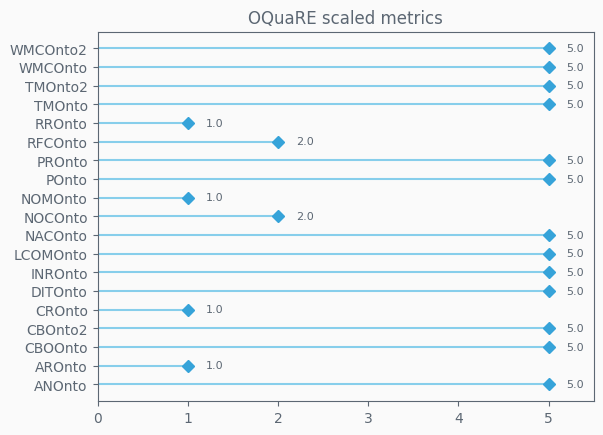 OQuaRE scaled metrics
WMCOnto2 5.0
WMCOnto 5.0
TMOnto2 5.0
TMOnto 5.0
RROnto 1.0
RFCOnto 2.0
PROnto 5.0
POnto 5.0
NOMOnto 1.0
NOCOnto 2.0
NACOnto 5.0
LCOMOnto 5.0
INROnto 5.0
DITOnto 5.0
CROnto 1.0
CBOnto2 5.0
CBOOnto 5.0
AROnto 1.0
ANOnto 5.0
0 1 2 3 4 5